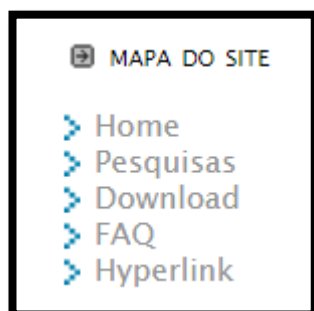 MAPA DO SITE
Home
Pesquisas
Download
FAQ
Hyperlink